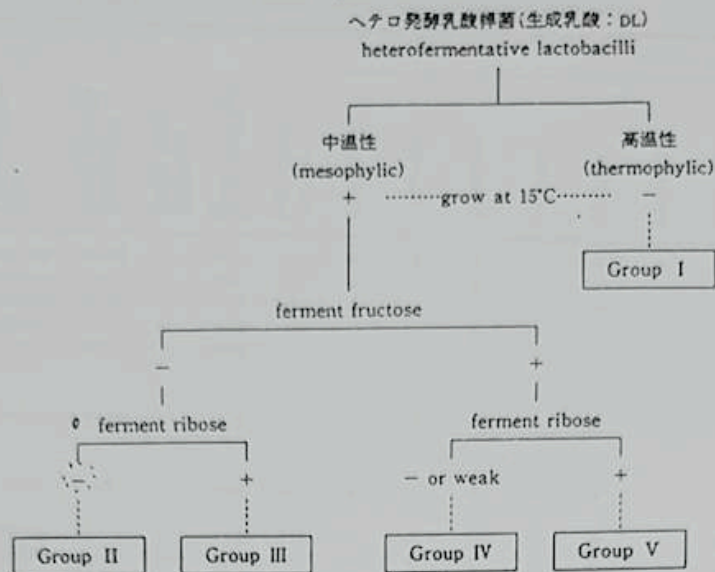 ヘテロ発酵乳酸桿菌(生成乳酸：DL)
heterofermentative lactobacilli
中温性 高温性
(mesophylic) (thermophylic)
+ ········grow at 15°C········ −
Group I
ferment fructose
− +
ferment ribose ferment ribose
− + − or weak +
Group II Group III Group IV Group V